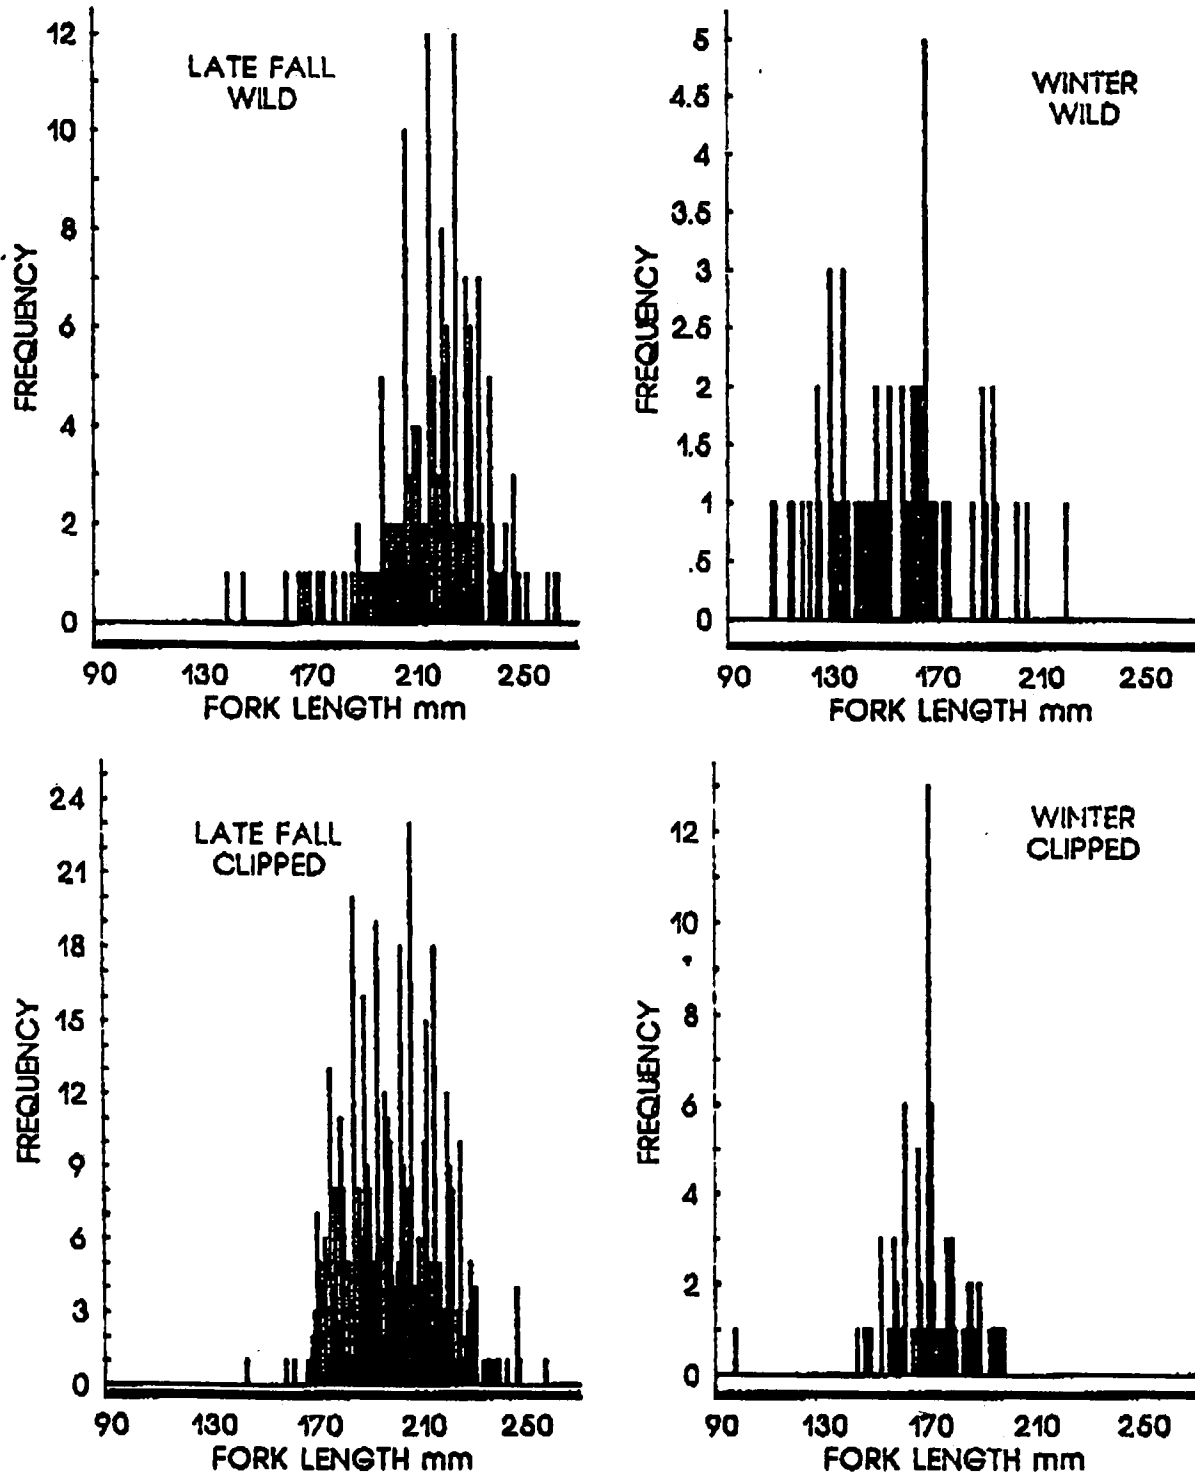 LATE FALL
WILD
FREQUENCY
12
10
8
6
4
2
0
90 130 170 210 250
FORK LENGTH mm
WINTER
WILD
FREQUENCY
5
4.5
4
3.5
3
2.5
2
1.5
1
.5
0
90 130 170 210 250
FORK LENGTH mm
LATE FALL
CLIPPED
FREQUENCY
24
21
18
15
12
9
6
3
0
90 130 170 210 250
FORK LENGTH mm
WINTER
CLIPPED
FREQUENCY
12
10
8
6
4
2
0
90 130 170 210 250
FORK LENGTH mm